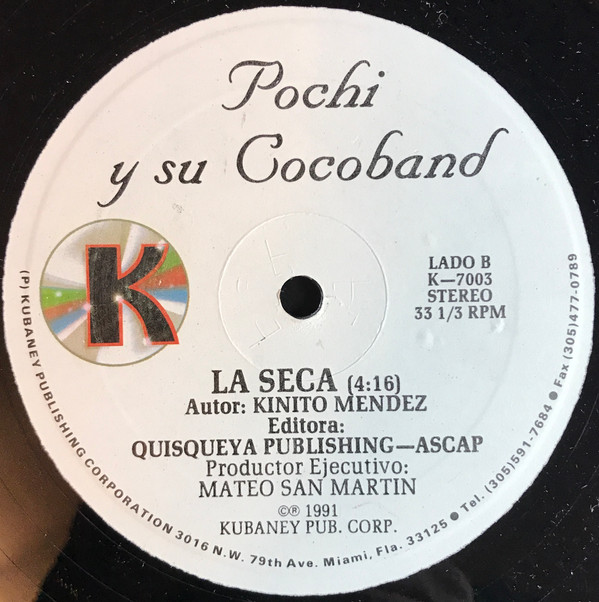 Pochi
y su Cocoband
K
LADO B
K—7003
STEREO
33 1/3 RPM
LA SECA (4:16)
Autor: KINITO MENDEZ
Editora:
QUISQUEYA PUBLISHING—ASCAP
Productor Ejecutivo:
MATEO SAN MARTIN
©® 1991
KUBANEY PUB. CORP.
(P) KUBANEY PUBLISHING CORPORATION 3016 N.W. 79th Ave. Miami, Fla. 33125 ● Tel. (305)591-7684 ● Fax (305)477-0789